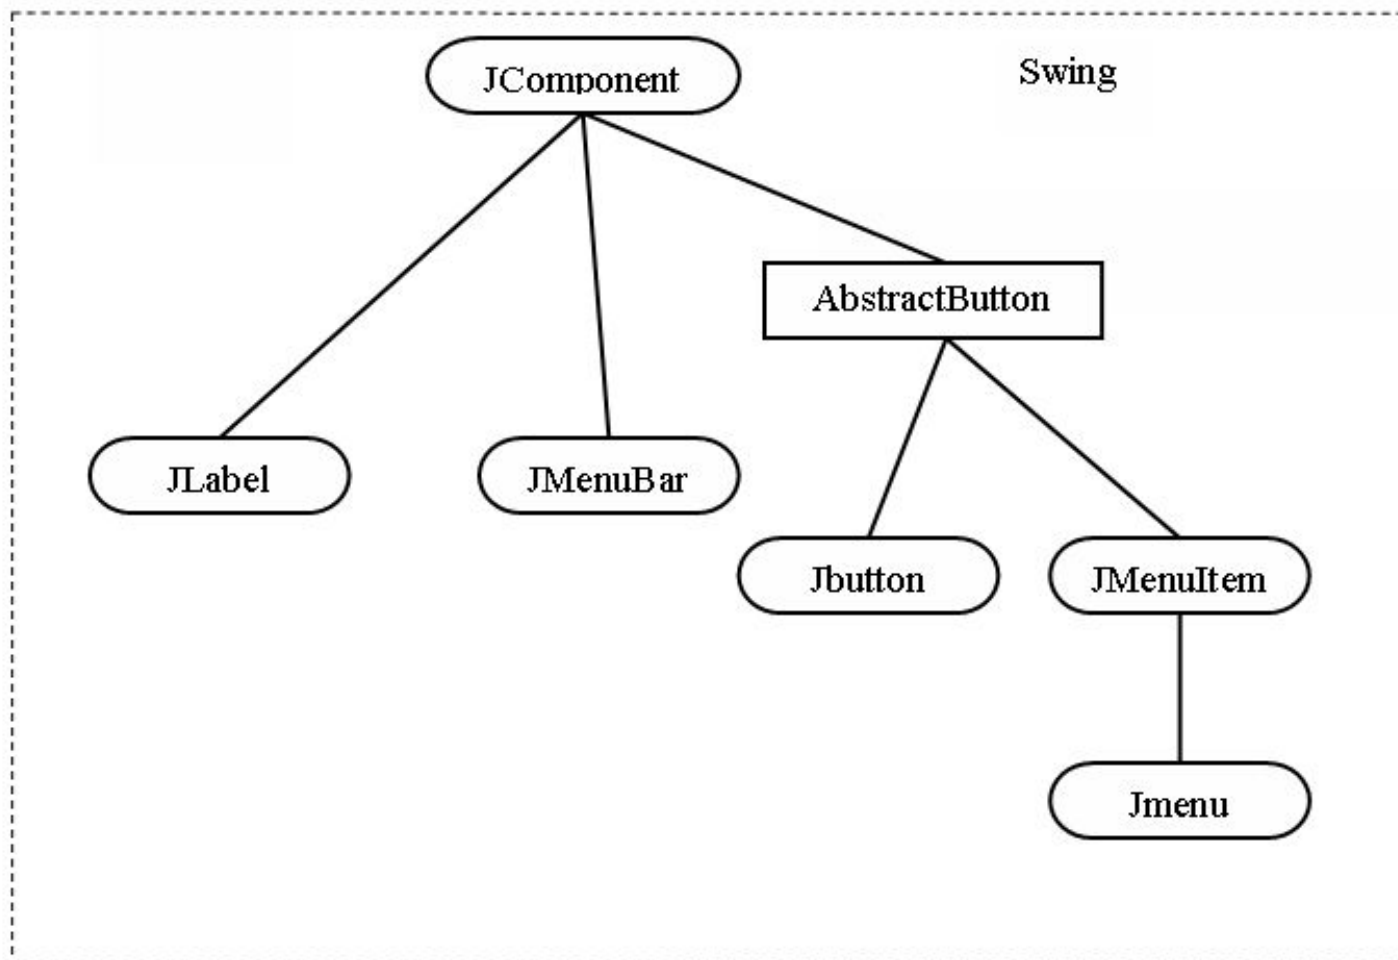 JComponent
Swing
AbstractButton
JLabel
JMenuBar
Jbutton
JMenuItem
Jmenu